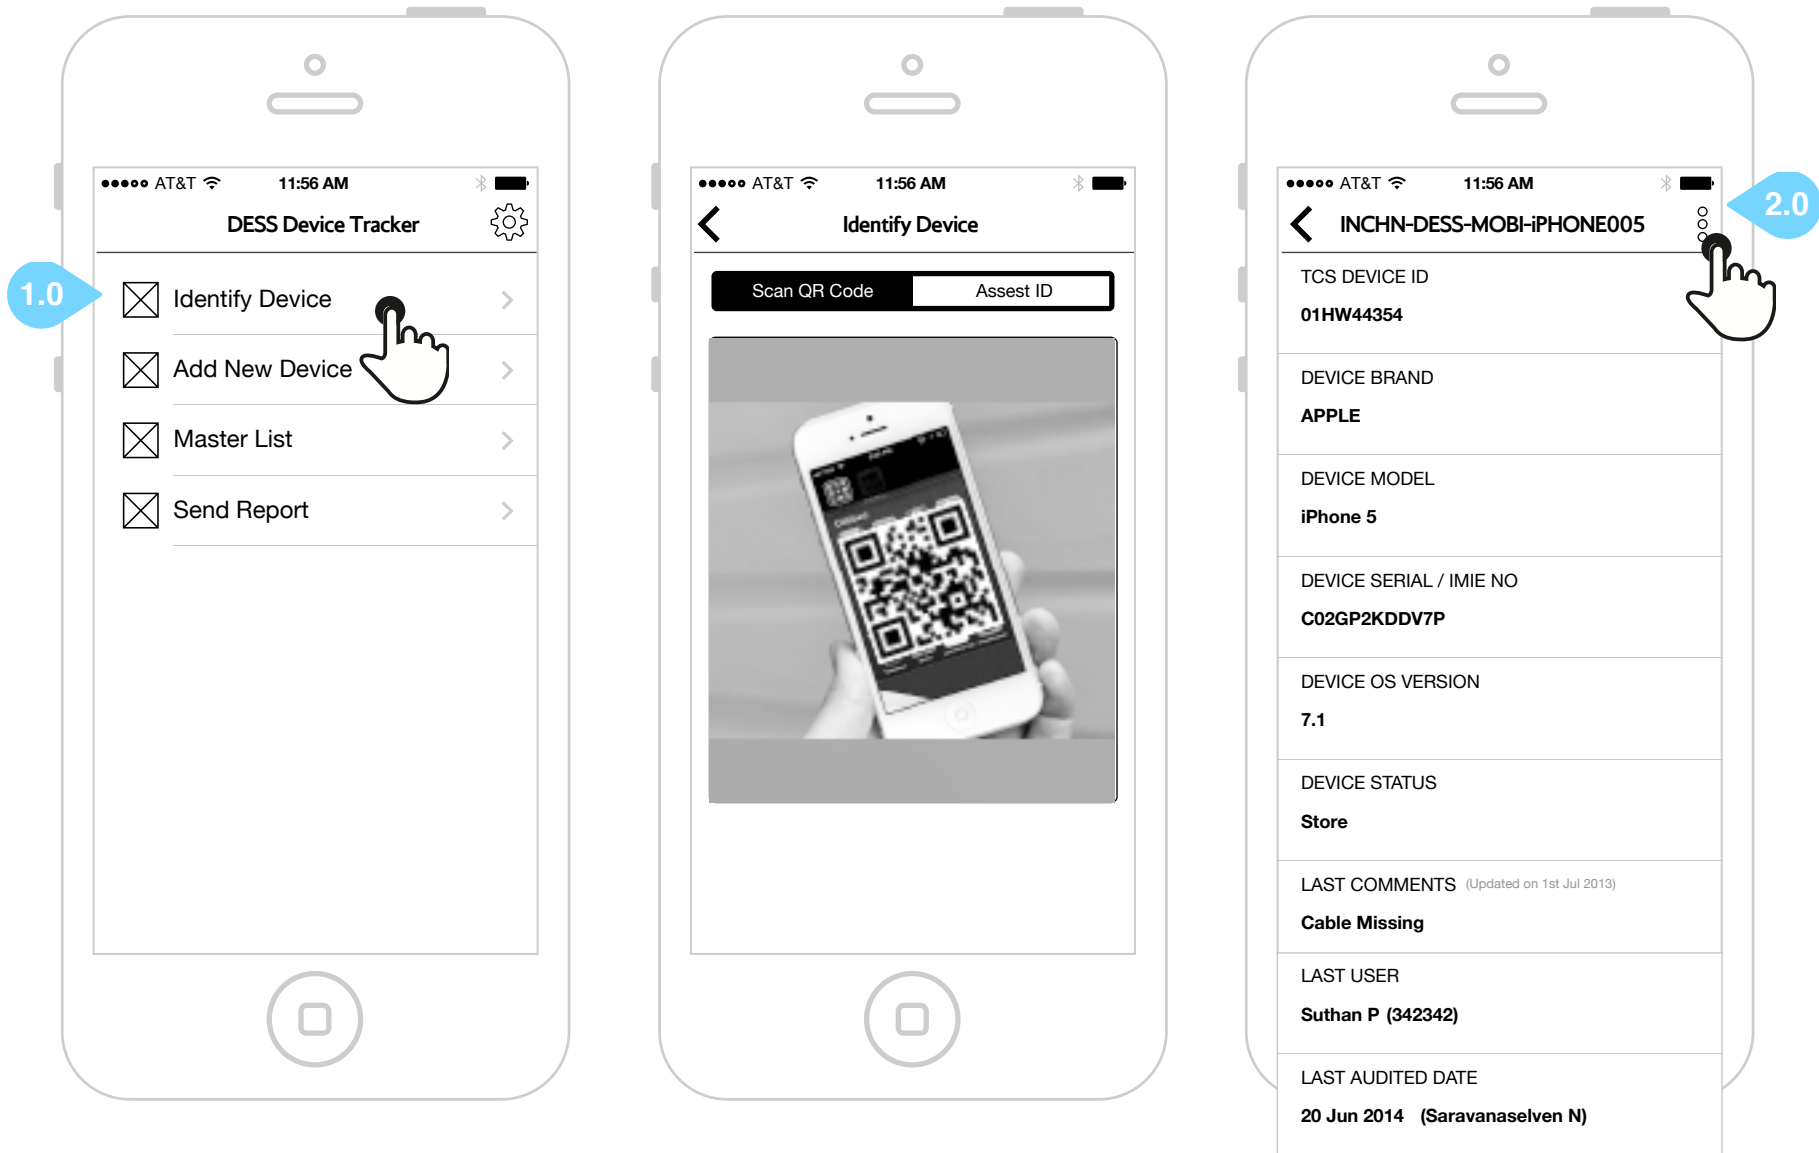 AT&T 11:56 AM
DESS Device Tracker
1.0
Identify Device
Add New Device
Master List
Send Report
AT&T 11:56 AM
Identify Device
Scan QR Code Assest ID
AT&T 11:56 AM
INCHN-DESS-MOBI-iPHONE005
2.0
TCS DEVICE ID
01HW44354
DEVICE BRAND
APPLE
DEVICE MODEL
iPhone 5
DEVICE SERIAL / IMIE NO
C02GP2KDDV7P
DEVICE OS VERSION
7.1
DEVICE STATUS
Store
LAST COMMENTS (Updated on 1st Jul 2013)
Cable Missing
LAST USER
Suthan P (342342)
LAST AUDITED DATE
20 Jun 2014 (Saravanaselven N)